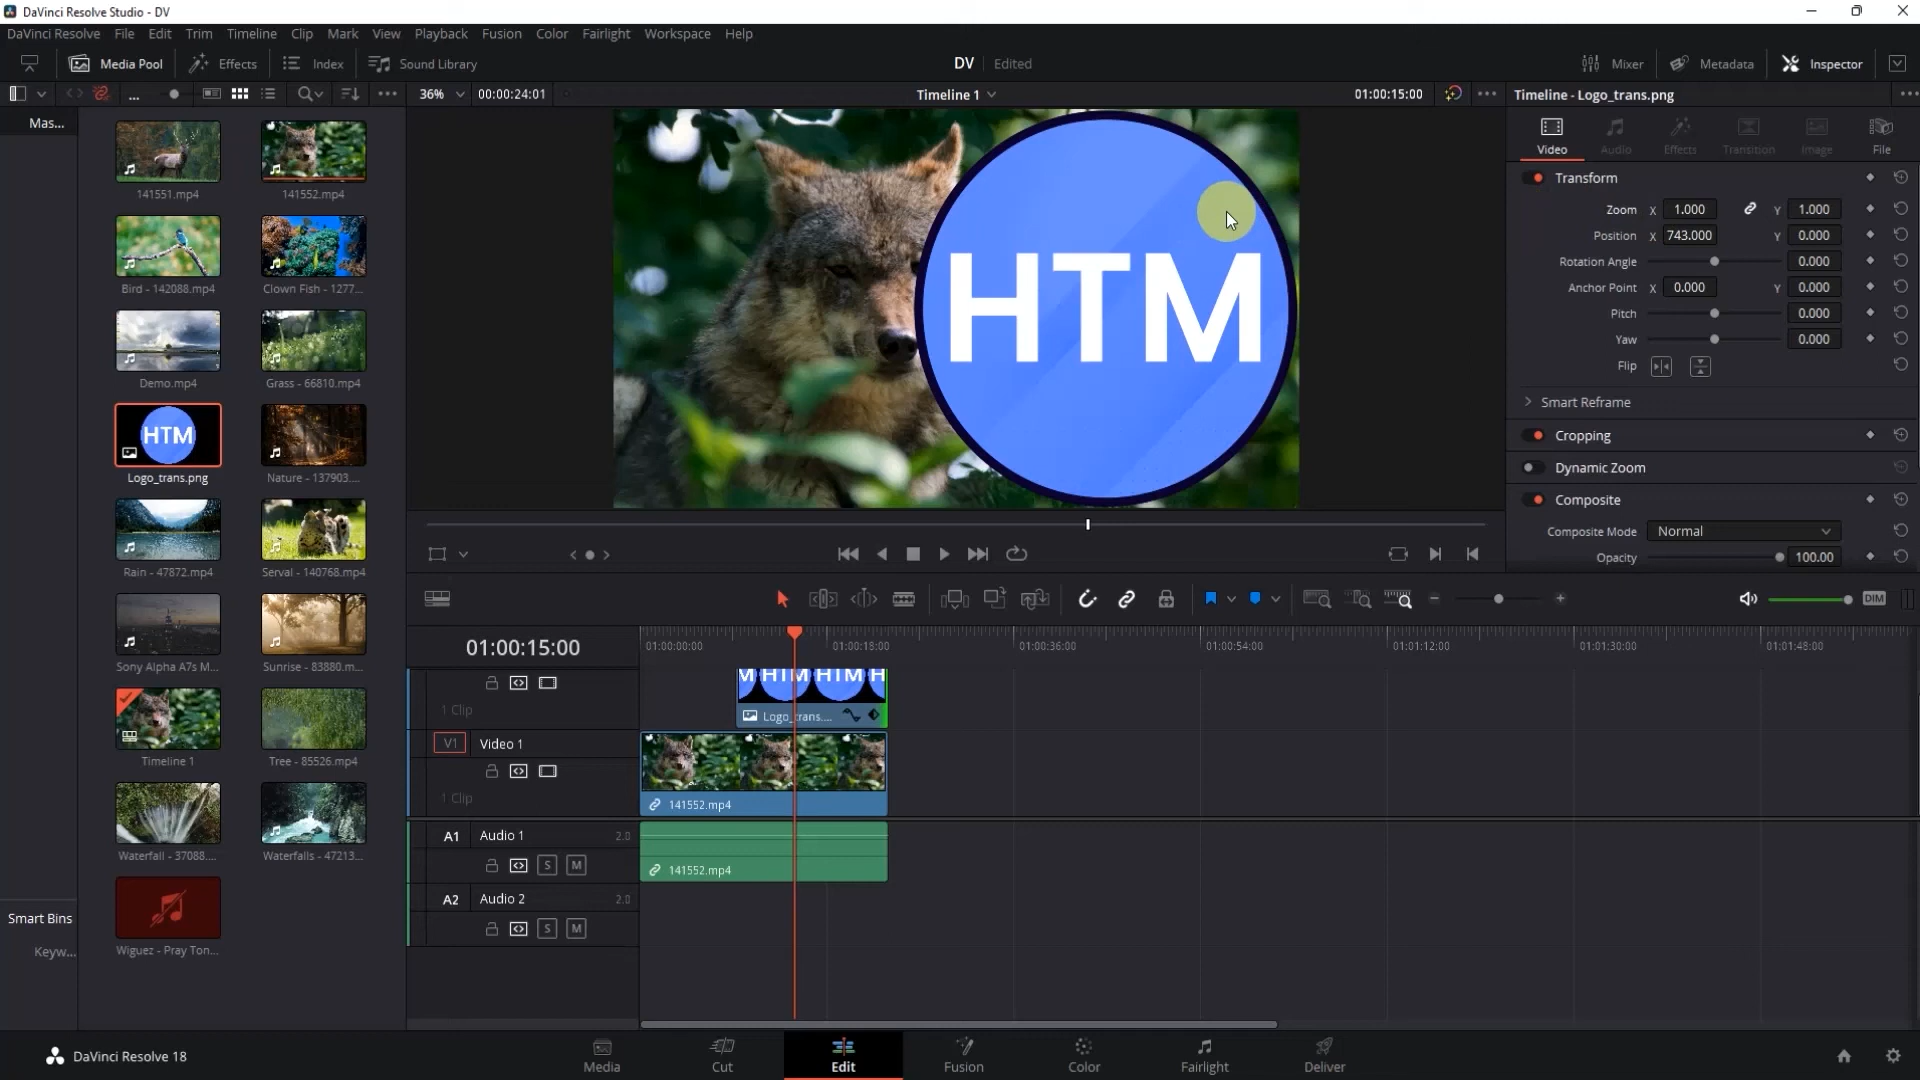 DaVinci Resolve Studio - DV
DaVinci Resolve File Edit Trim Timeline Clip Mark View Playback Fusion Color Fairlight Workspace Help
Media Pool Effects Index Sound Library DV Edited Mixer Metadata Inspector
... 36% 00:00:24:01 Timeline 1 01:00:15:00 Timeline - Logo_trans.png
Mas...
141551.mp4 141552.mp4
Bird - 142088.mp4 Clown Fish - 1277...
Demo.mp4 Grass - 66810.mp4
HTM
Logo_trans.png Nature - 137903....
Rain - 47872.mp4 Serval - 140768.mp4
Sony Alpha A7s M... Sunrise - 83880.m...
Timeline 1 Tree - 85526.mp4
Waterfall - 37088.... Waterfalls - 47213...
Wiguez - Pray Ton...
Smart Bins
Keyw...
HTM
Video Audio Effects Transition Image File
Transform
Zoom X 1.000 Y 1.000
Position X 743.000 Y 0.000
Rotation Angle 0.000
Anchor Point X 0.000 Y 0.000
Pitch 0.000
Yaw 0.000
Flip
Smart Reframe
Cropping
Dynamic Zoom
Composite
Composite Mode Normal
Opacity 100.00
DIM
01:00:15:00 01:00:00:00 01:00:18:00 01:00:36:00 01:00:54:00 01:01:12:00 01:01:30:00 01:01:48:00
M HTM HTM H
1 Clip Logo_trans....
V1 Video 1
1 Clip 141552.mp4
A1 Audio 1 2.0
S M 141552.mp4
A2 Audio 2 2.0
S M
DaVinci Resolve 18 Media Cut Edit Fusion Color Fairlight Deliver